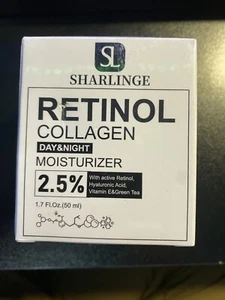 SL
SHARLINGE
RETINOL
COLLAGEN
DAY&NIGHT
MOISTURIZER
2.5%
With active Retinol,
Hyaluronic Acid,
Vitamin E&Green Tea
1.7 Fl.Oz.(50 ml)